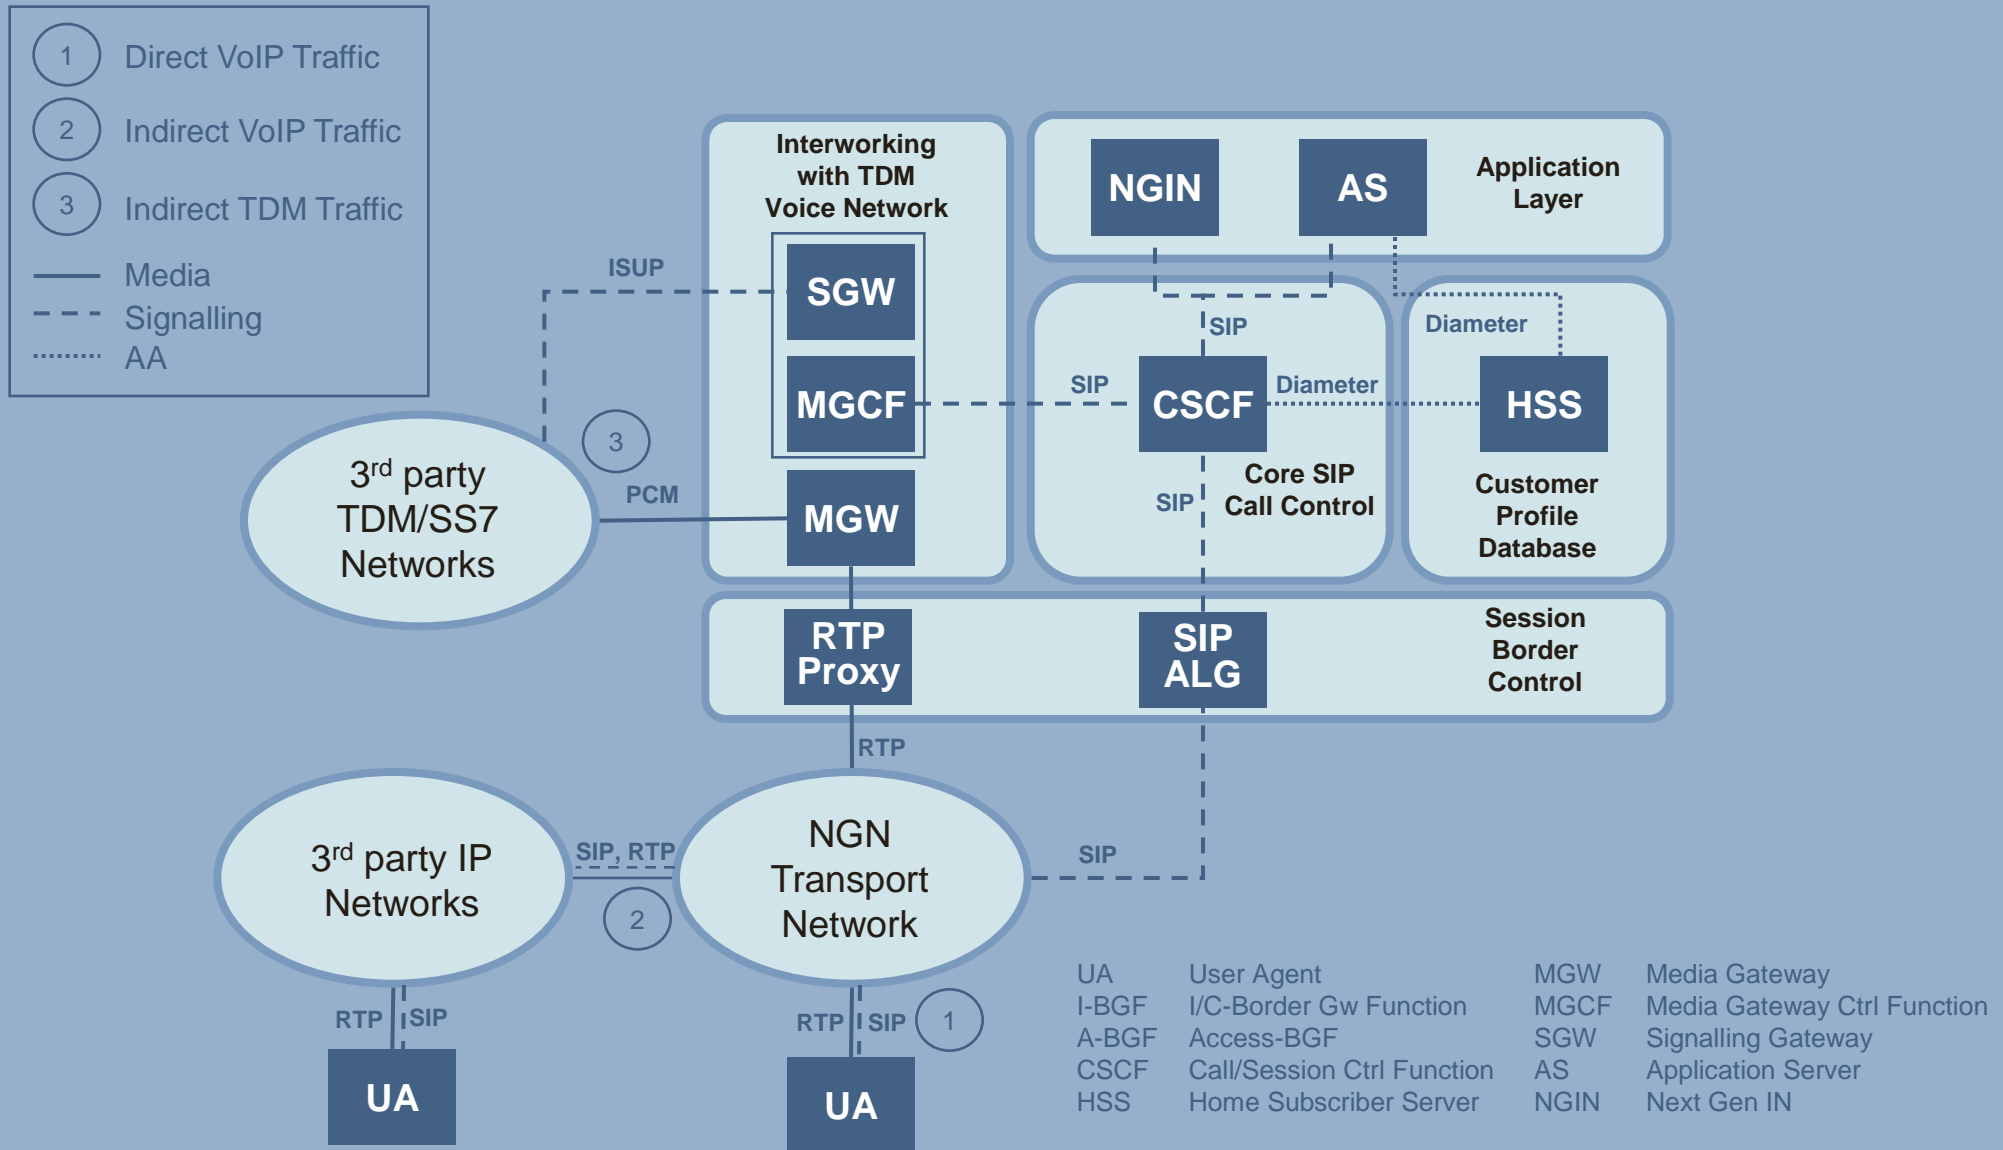 1 Direct VoIP Traffic
2 Indirect VoIP Traffic
3 Indirect TDM Traffic
Media
Signalling
AA
Interworking
with TDM
Voice Network
NGIN
AS
Application
Layer
ISUP
SGW
SIP
Diameter
MGCF
SIP
CSCF
Diameter
HSS
3
3rd party
TDM/SS7
Networks
PCM
MGW
SIP
Core SIP
Call Control
Customer
Profile
Database
RTP
Proxy
SIP
ALG
Session
Border
Control
RTP
3rd party IP
Networks
SIP, RTP
2
NGN
Transport
Network
SIP
RTP SIP
UA
RTP SIP 1
UA
UA User Agent MGW Media Gateway
I-BGF I/C-Border Gw Function MGCF Media Gateway Ctrl Function
A-BGF Access-BGF SGW Signalling Gateway
CSCF Call/Session Ctrl Function AS Application Server
HSS Home Subscriber Server NGIN Next Gen IN